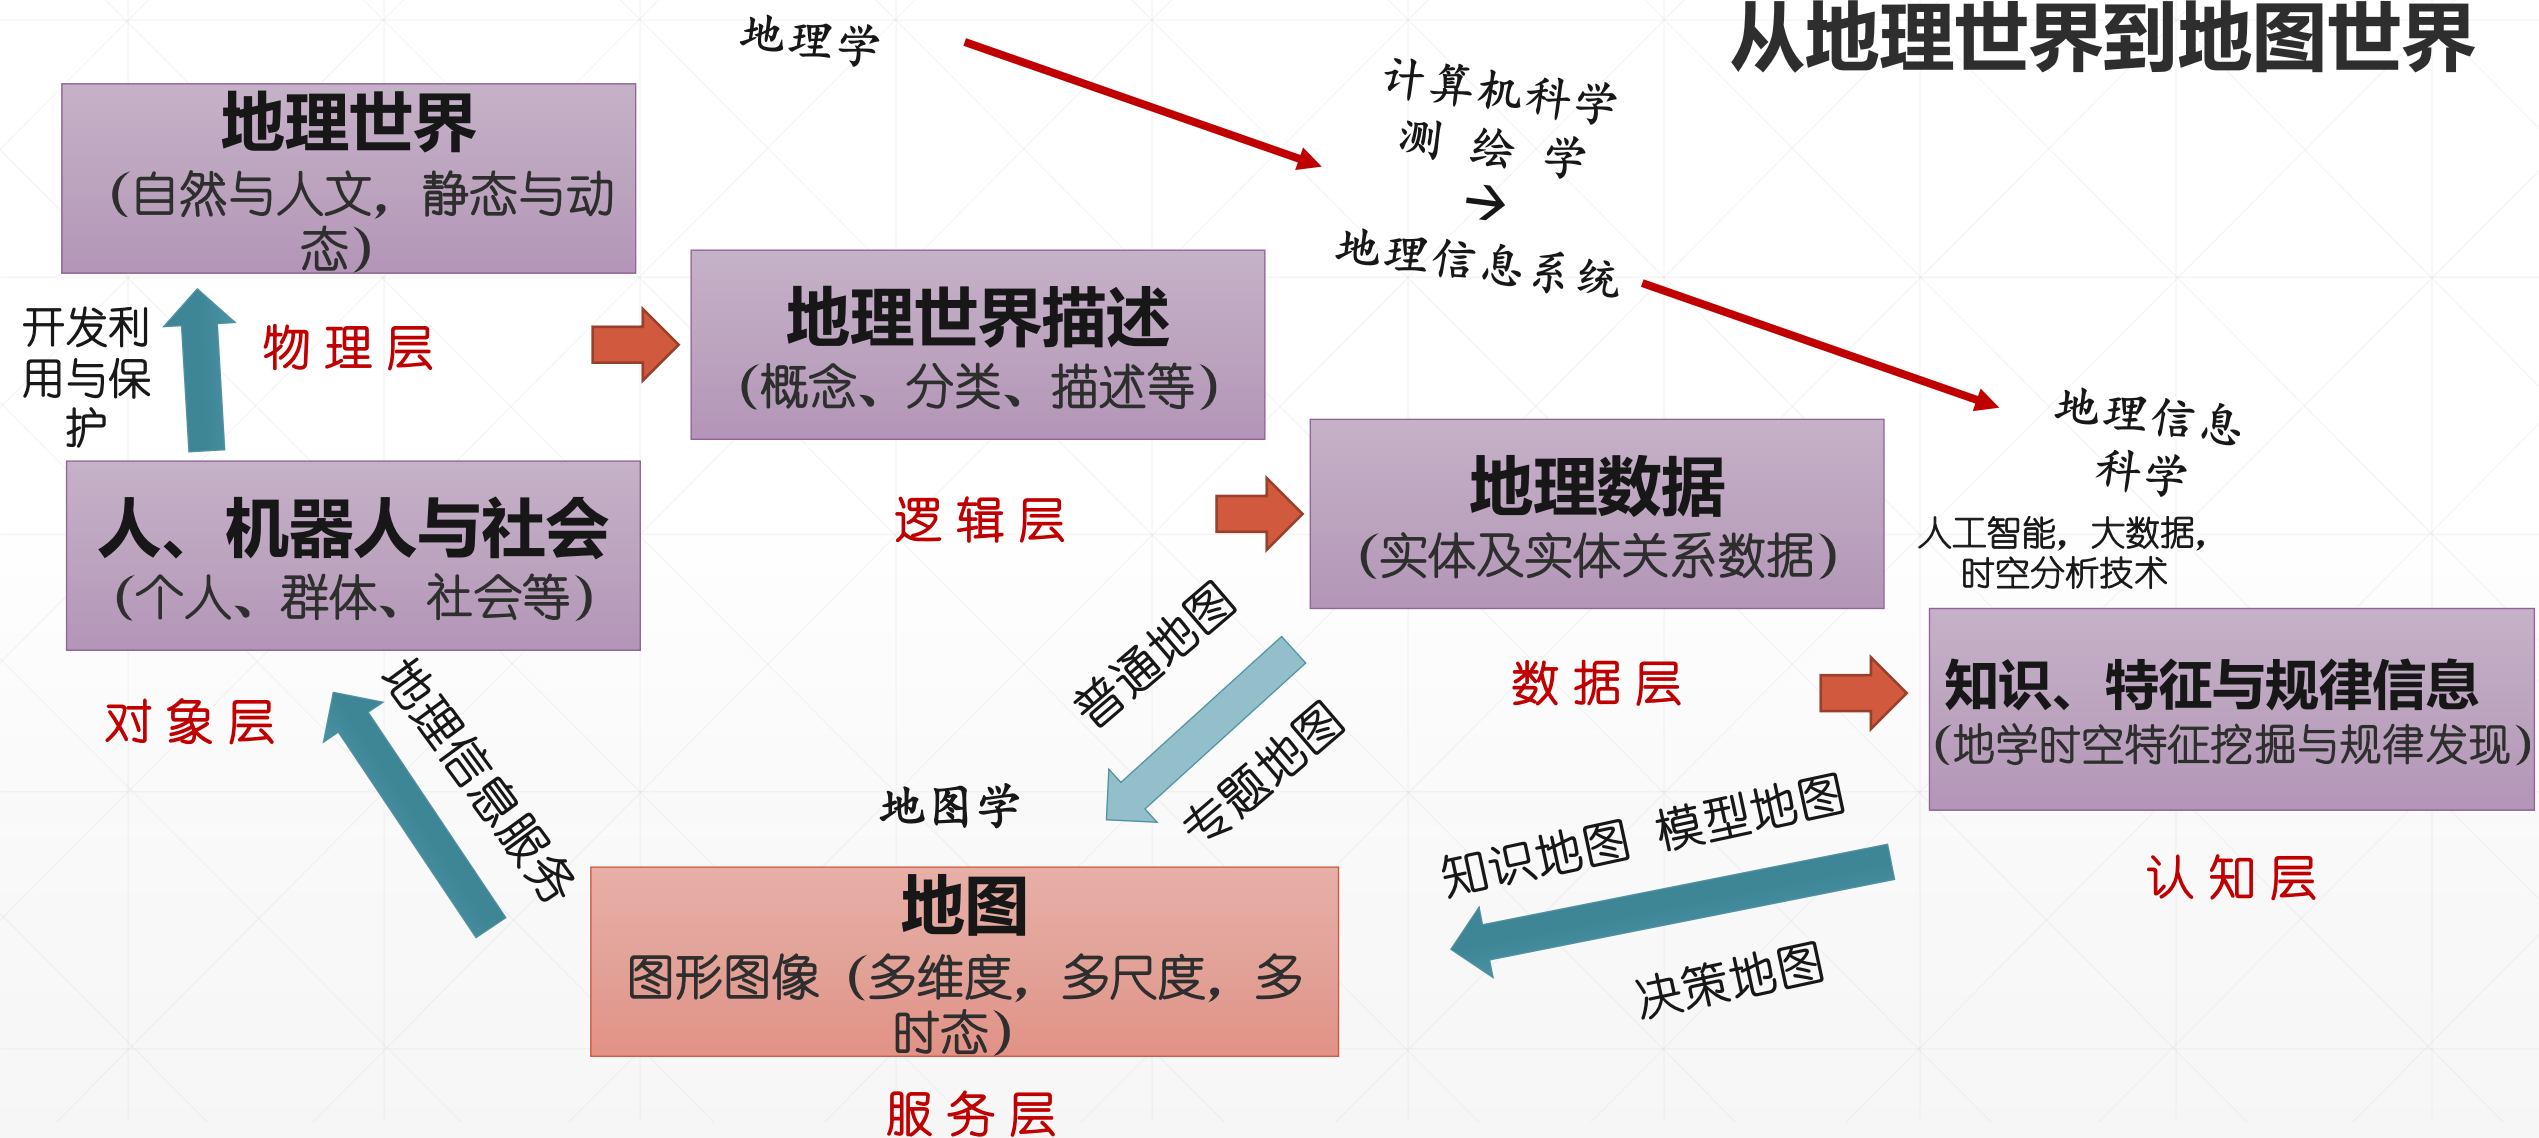 从地理世界到地图世界
地理学
计算机科学
测 绘 学
→
地理信息系统
地理世界
(自然与人文，静态与动
态)
开发利
用与保
护
物理层
地理世界描述
(概念、分类、描述等)
地理信息
科学
人工智能，大数据，
时空分析技术
人、机器人与社会
(个人、群体、社会等)
逻辑层
地理数据
(实体及实体关系数据)
对象层
地理信息服务
普通地图
专题地图
数据层
知识、特征与规律信息
(地学时空特征挖掘与规律发现)
地图学
知识地图 模型地图
决策地图
认知层
地图
图形图像（多维度，多尺度，多
时态)
服务层